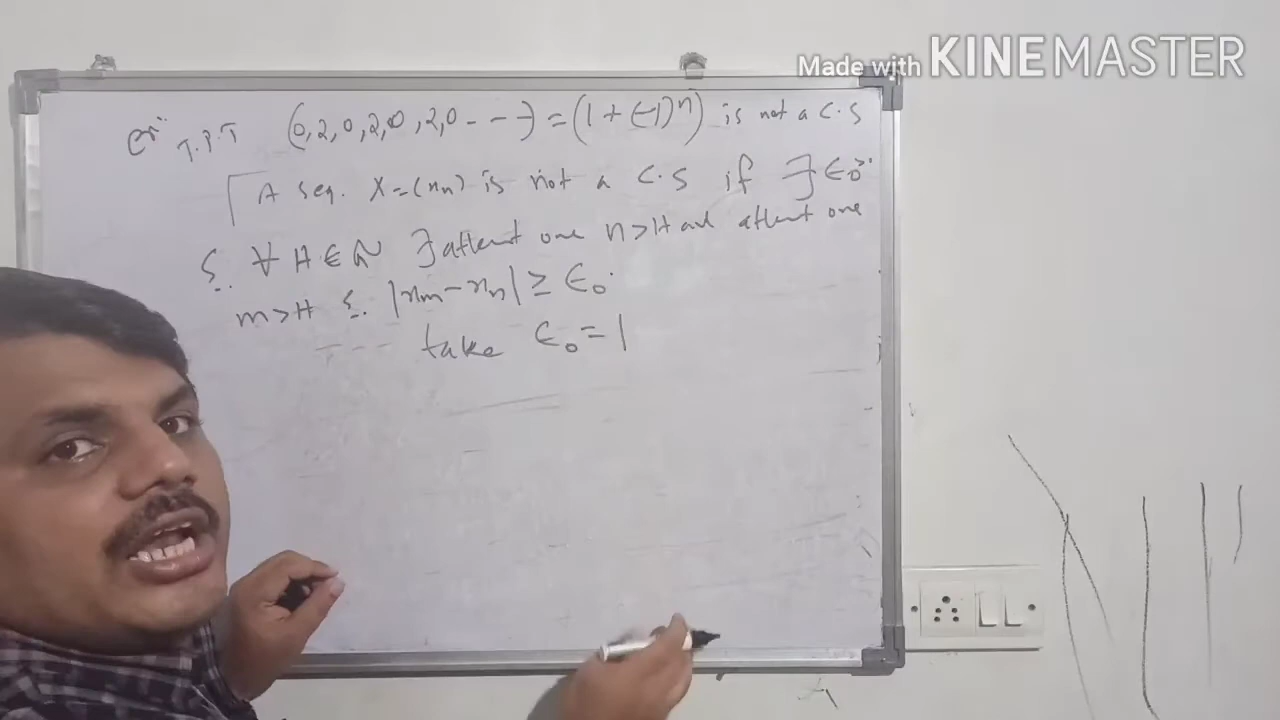 Made with KINEMASTER
T.P.T (0,2,0,2,0,2,0---) = (1+(-1)^n) is not a C.S
A seq. X=(xn) is not a C.S if ∃ ε0>0
∀ H∈N ∃ atleast one n>H and atleast one
m>H |xm-xn| ≥ ε0.
take ε0=1